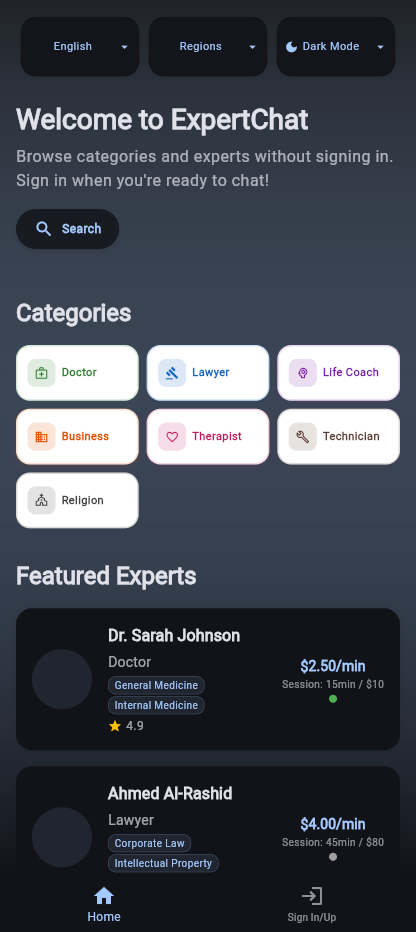 English
Regions
Dark Mode
Welcome to ExpertChat
Browse categories and experts without signing in.
Sign in when you're ready to chat!
Search
Categories
Doctor
Lawyer
Life Coach
Business
Therapist
Technician
Religion
Featured Experts
Dr. Sarah Johnson
Doctor
General Medicine
Internal Medicine
4.9
$2.50/min
Session: 15min / $10
Ahmed Al-Rashid
Lawyer
Corporate Law
Intellectual Property
$4.00/min
Session: 45min / $80
Home
Sign In/Up